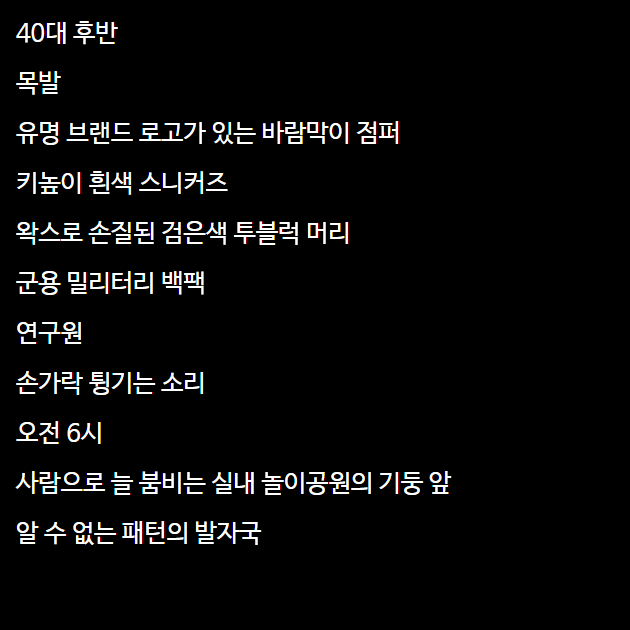 40대 후반
목발
유명 브랜드 로고가 있는 바람막이 점퍼
키높이 흰색 스니커즈
왁스로 손질된 검은색 투블럭 머리
군용 밀리터리 백팩
연구원
손가락 튕기는 소리
오전 6시
사람으로 늘 붐비는 실내 놀이공원의 기둥 앞
알 수 없는 패턴의 발자국